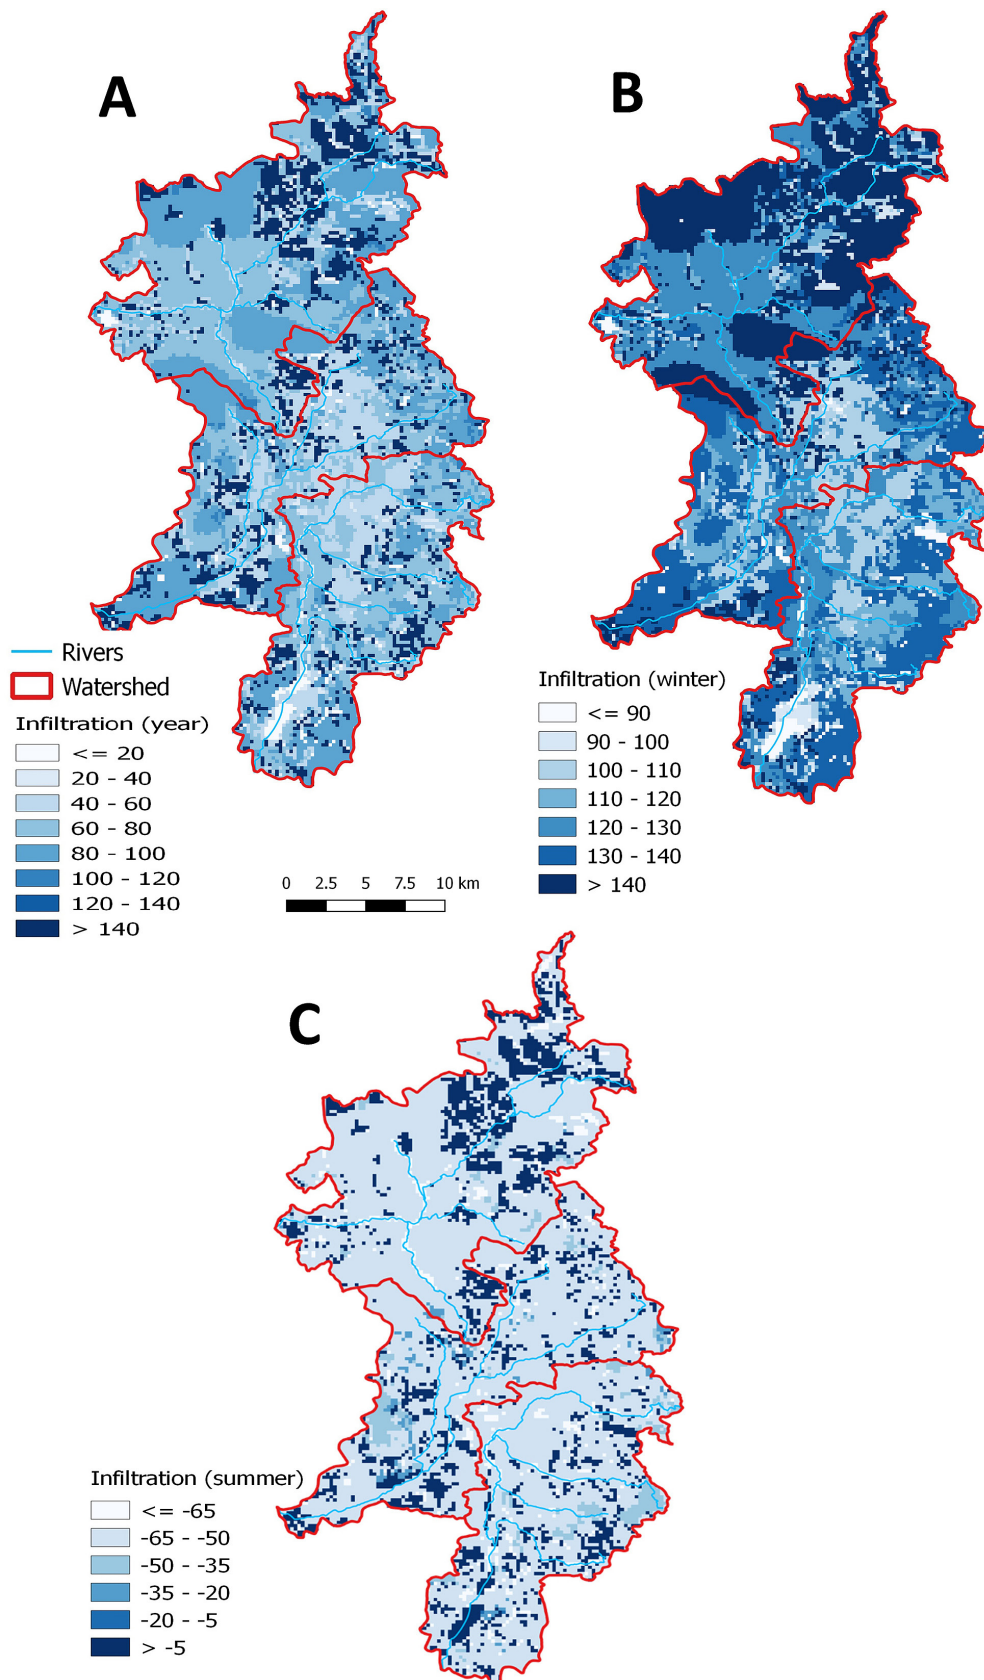 A
B
Rivers
Watershed
Infiltration (year)
<= 20
20 - 40
40 - 60
60 - 80
80 - 100
100 - 120
120 - 140
> 140
Infiltration (winter)
<= 90
90 - 100
100 - 110
110 - 120
120 - 130
130 - 140
> 140
0 2.5 5 7.5 10 km
C
Infiltration (summer)
<= -65
-65 - -50
-50 - -35
-35 - -20
-20 - -5
> -5